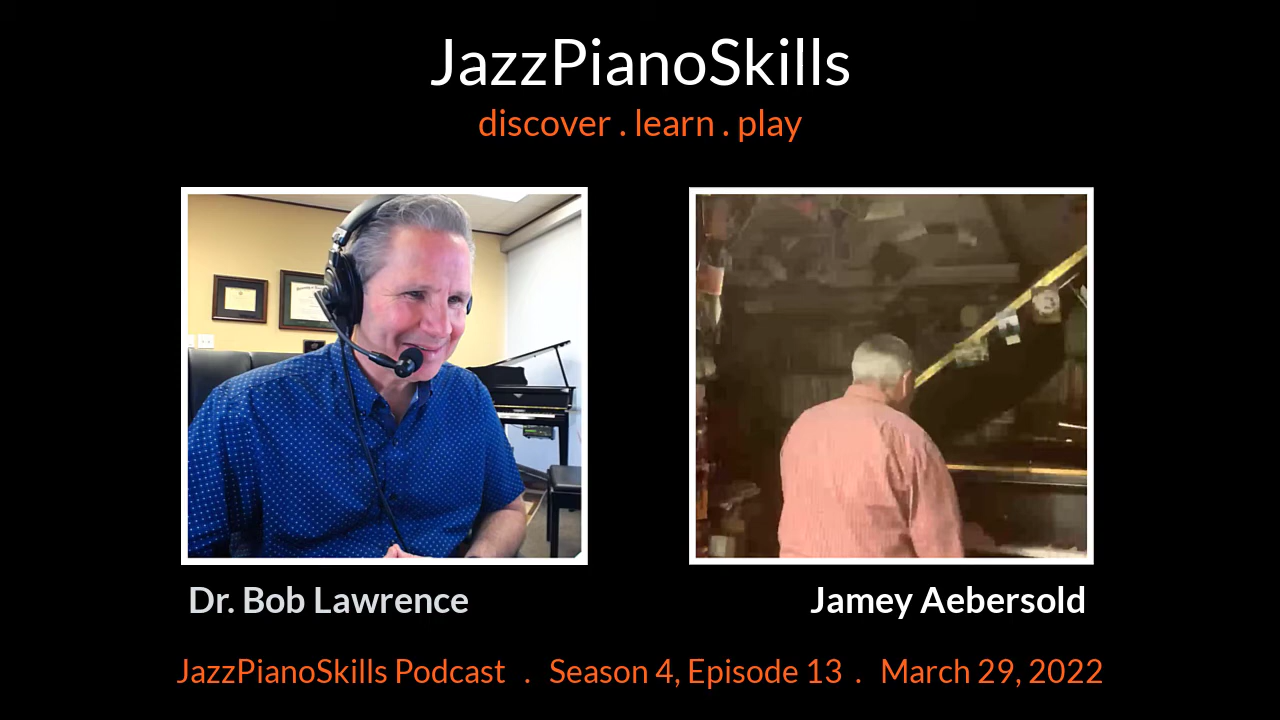 JazzPianoSkills
discover . learn . play
Dr. Bob Lawrence
Jamey Aebersold
JazzPianoSkills Podcast . Season 4, Episode 13 . March 29, 2022